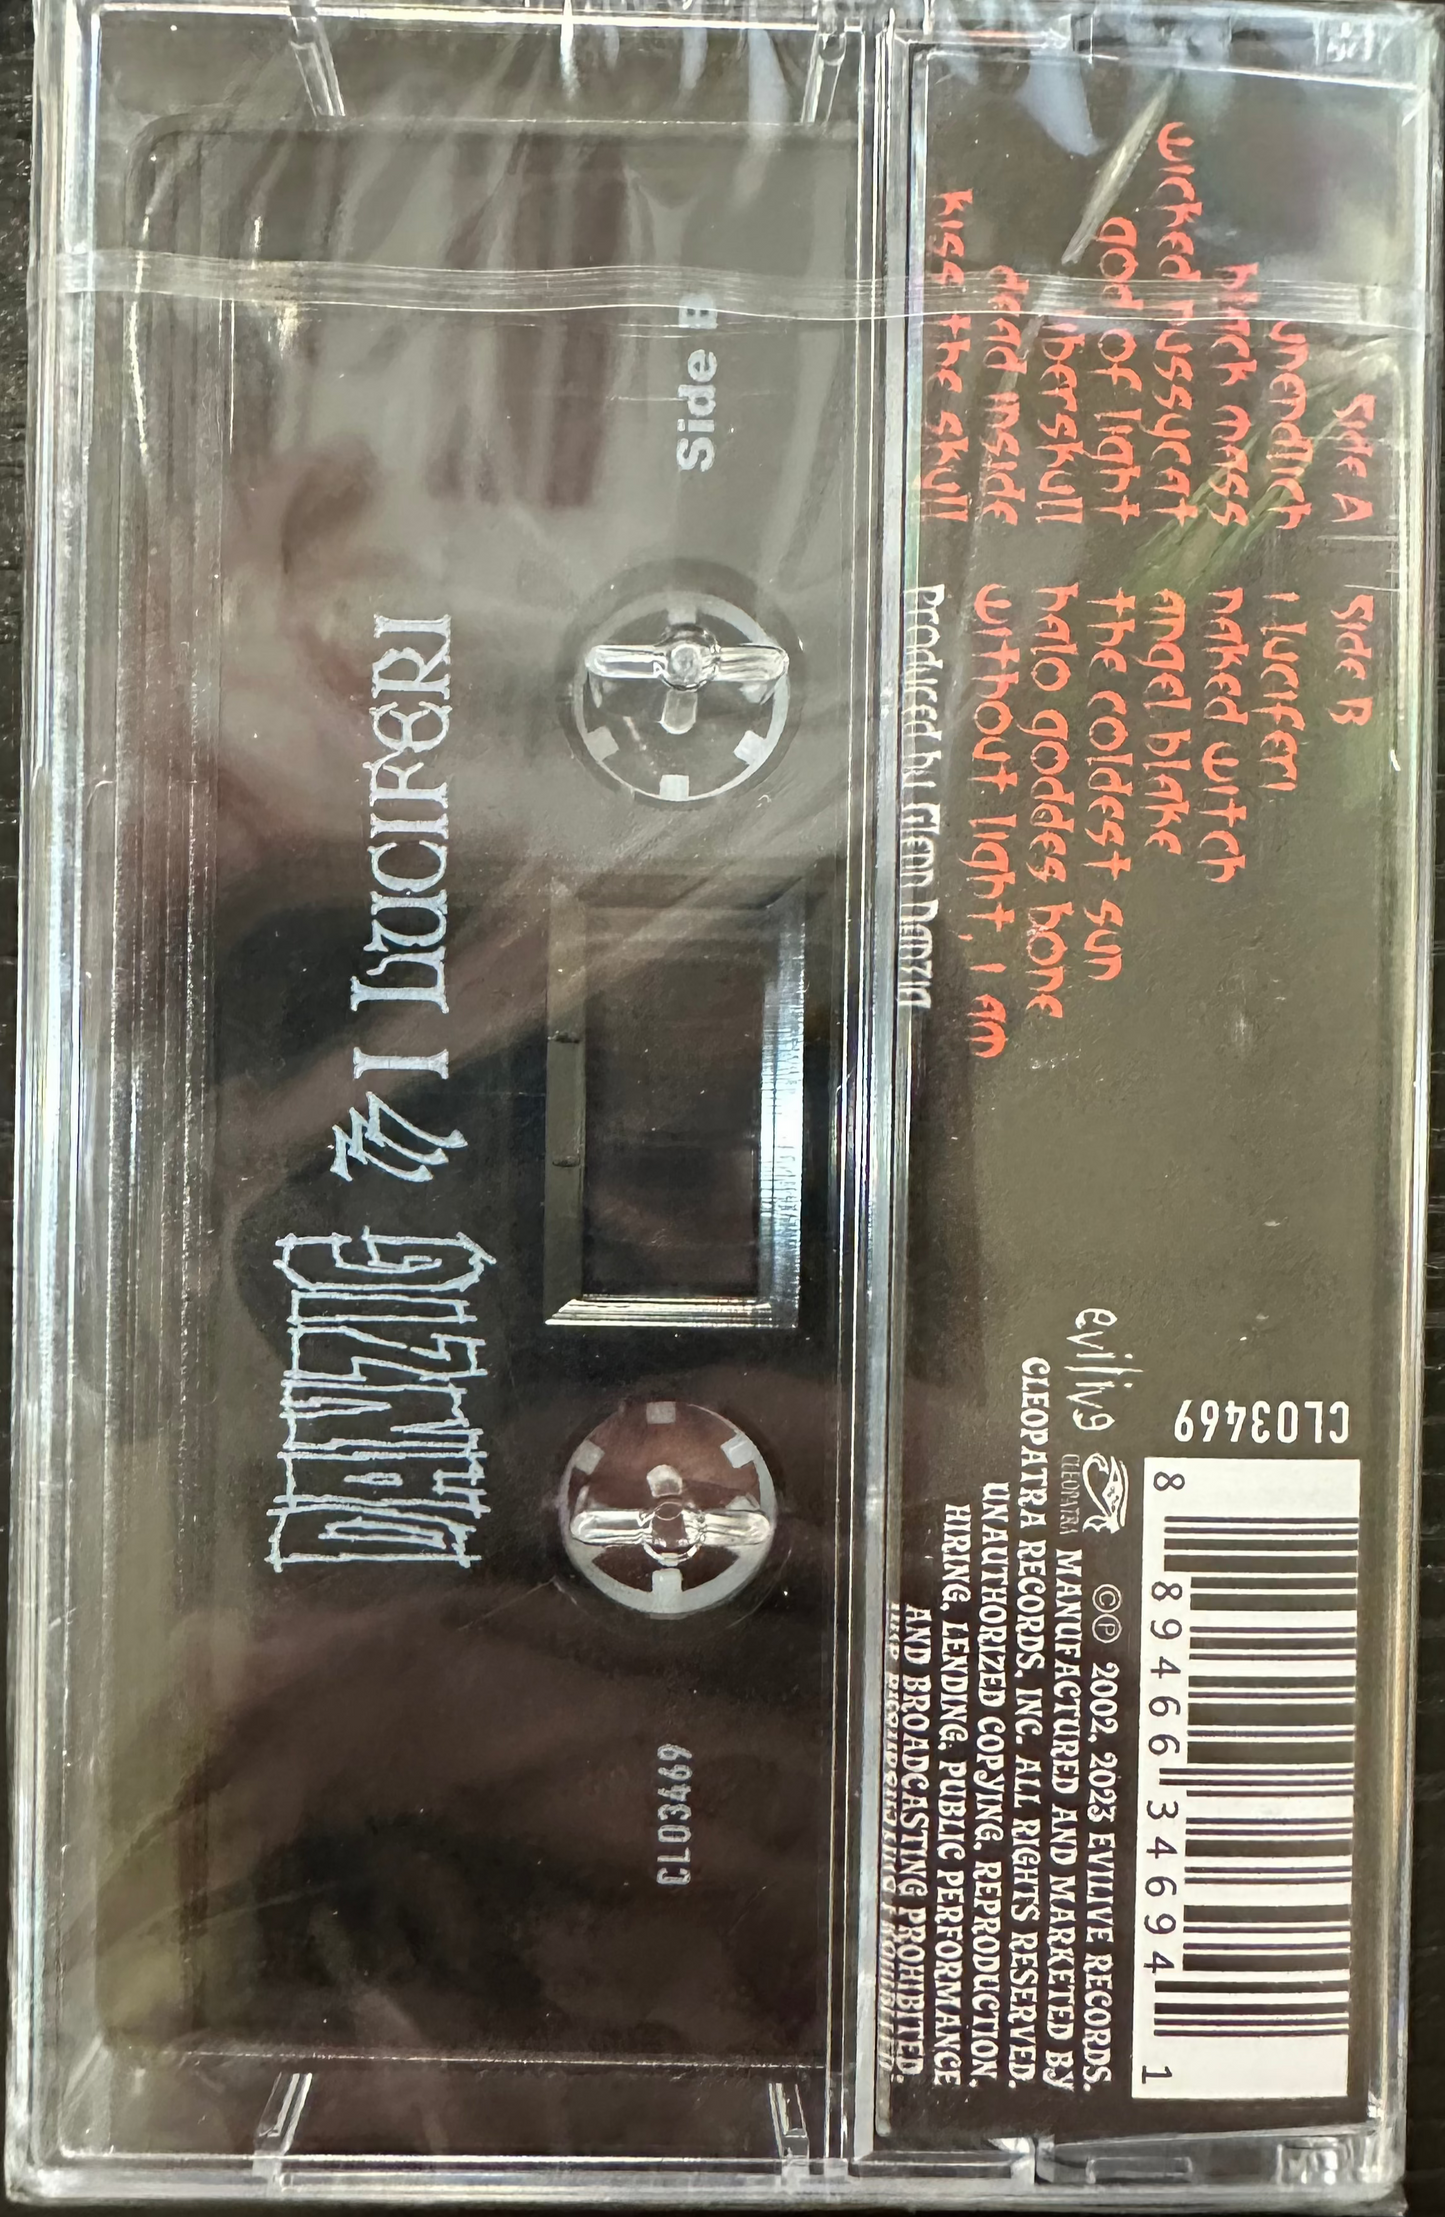 Side A
unendlich
black mass
wicked pussycat
god of light
liberskull
dead inside
kiss the skull
Side B
I Lucifem
naked witch
angel blake
the coldest sun
halo goddes bone
without light, I am
produced by Glenn Danzig
CLO3469
8 89466 34694 1
evilive
CLEOPATRA
©℗ 2002, 2023 EVILIVE RECORDS.
MANUFACTURED AND MARKETED BY
CLEOPATRA RECORDS, INC. ALL RIGHTS RESERVED.
UNAUTHORIZED COPYING, REPRODUCTION,
HIRING, LENDING, PUBLIC PERFORMANCE
AND BROADCASTING PROHIBITED.
Side B
CLO3469
DANZIG 777 I LUCIFERI